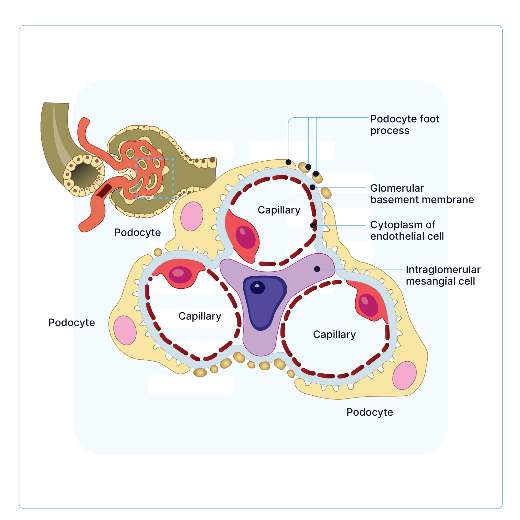 Podocyte foot
process
Glomerular
basement membrane
Capillary
Cytoplasm of
endothelial cell
Podocyte
Intraglomerular
mesangial cell
Podocyte
Capillary
Capillary
Podocyte